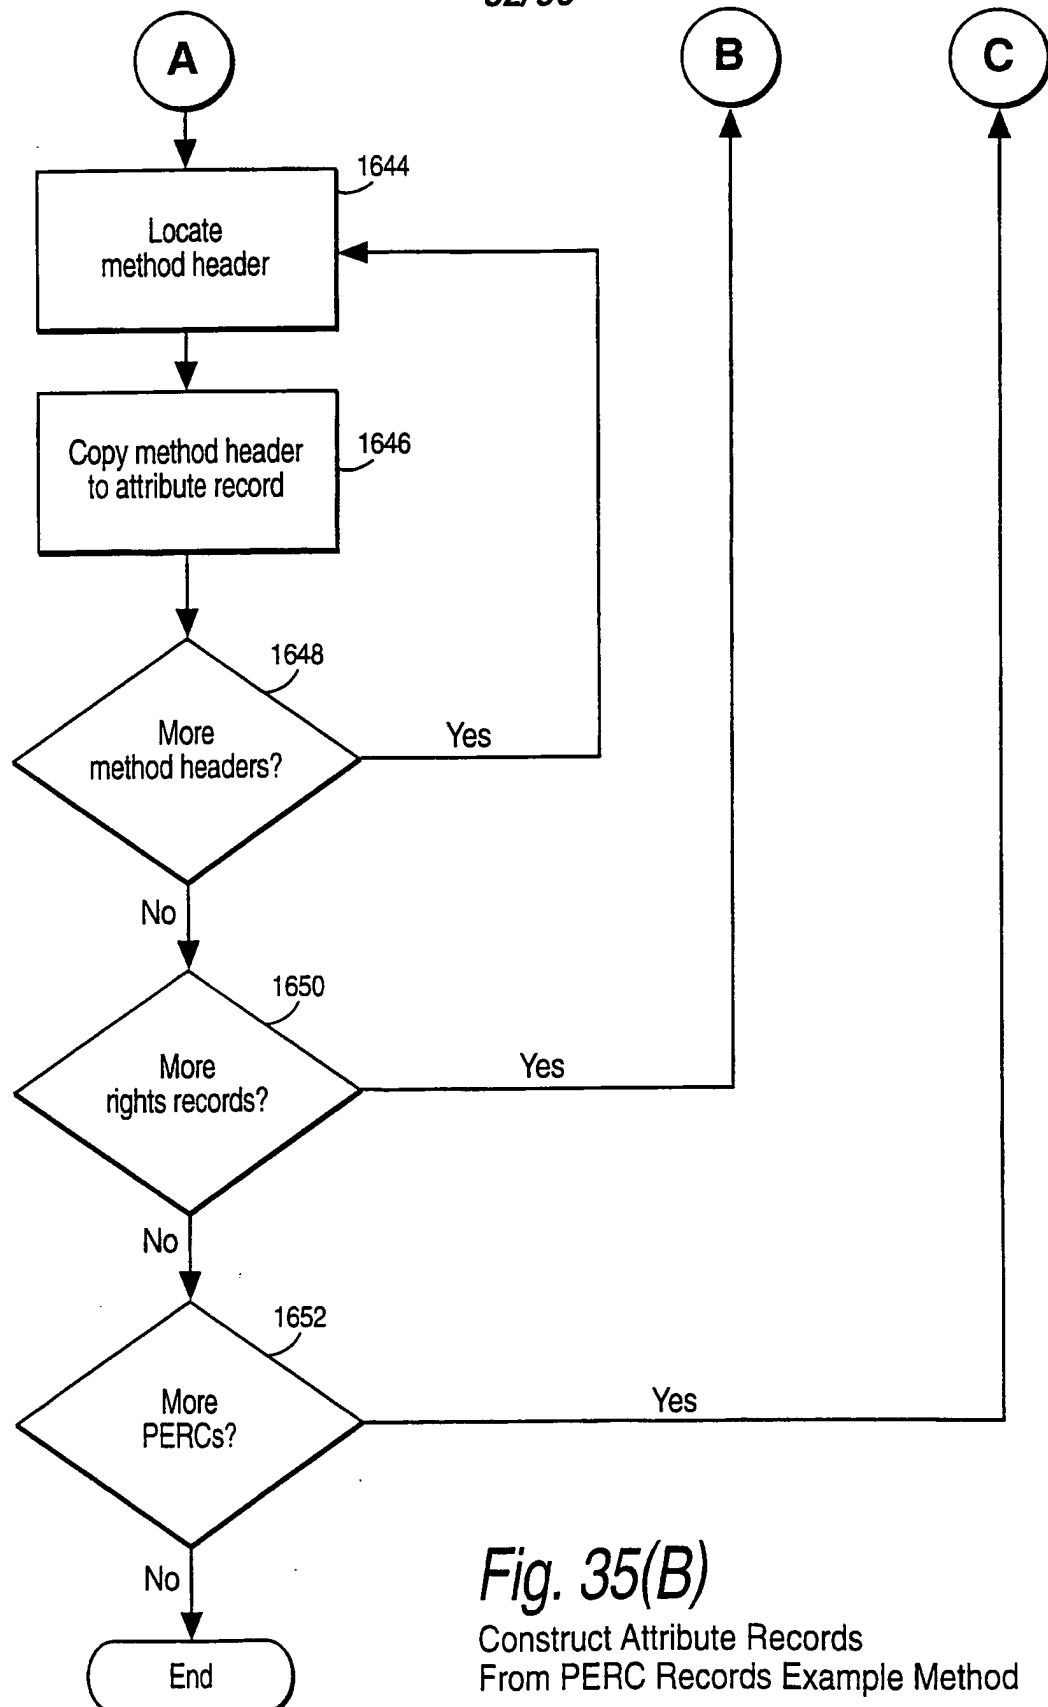 A
B
C
1644
Locate
method header
Copy method header
to attribute record
1646
1648
More
method headers?
Yes
No
1650
More
rights records?
Yes
No
1652
More
PERCs?
Yes
No
End
Fig. 35(B)
Construct Attribute Records
From PERC Records Example Method